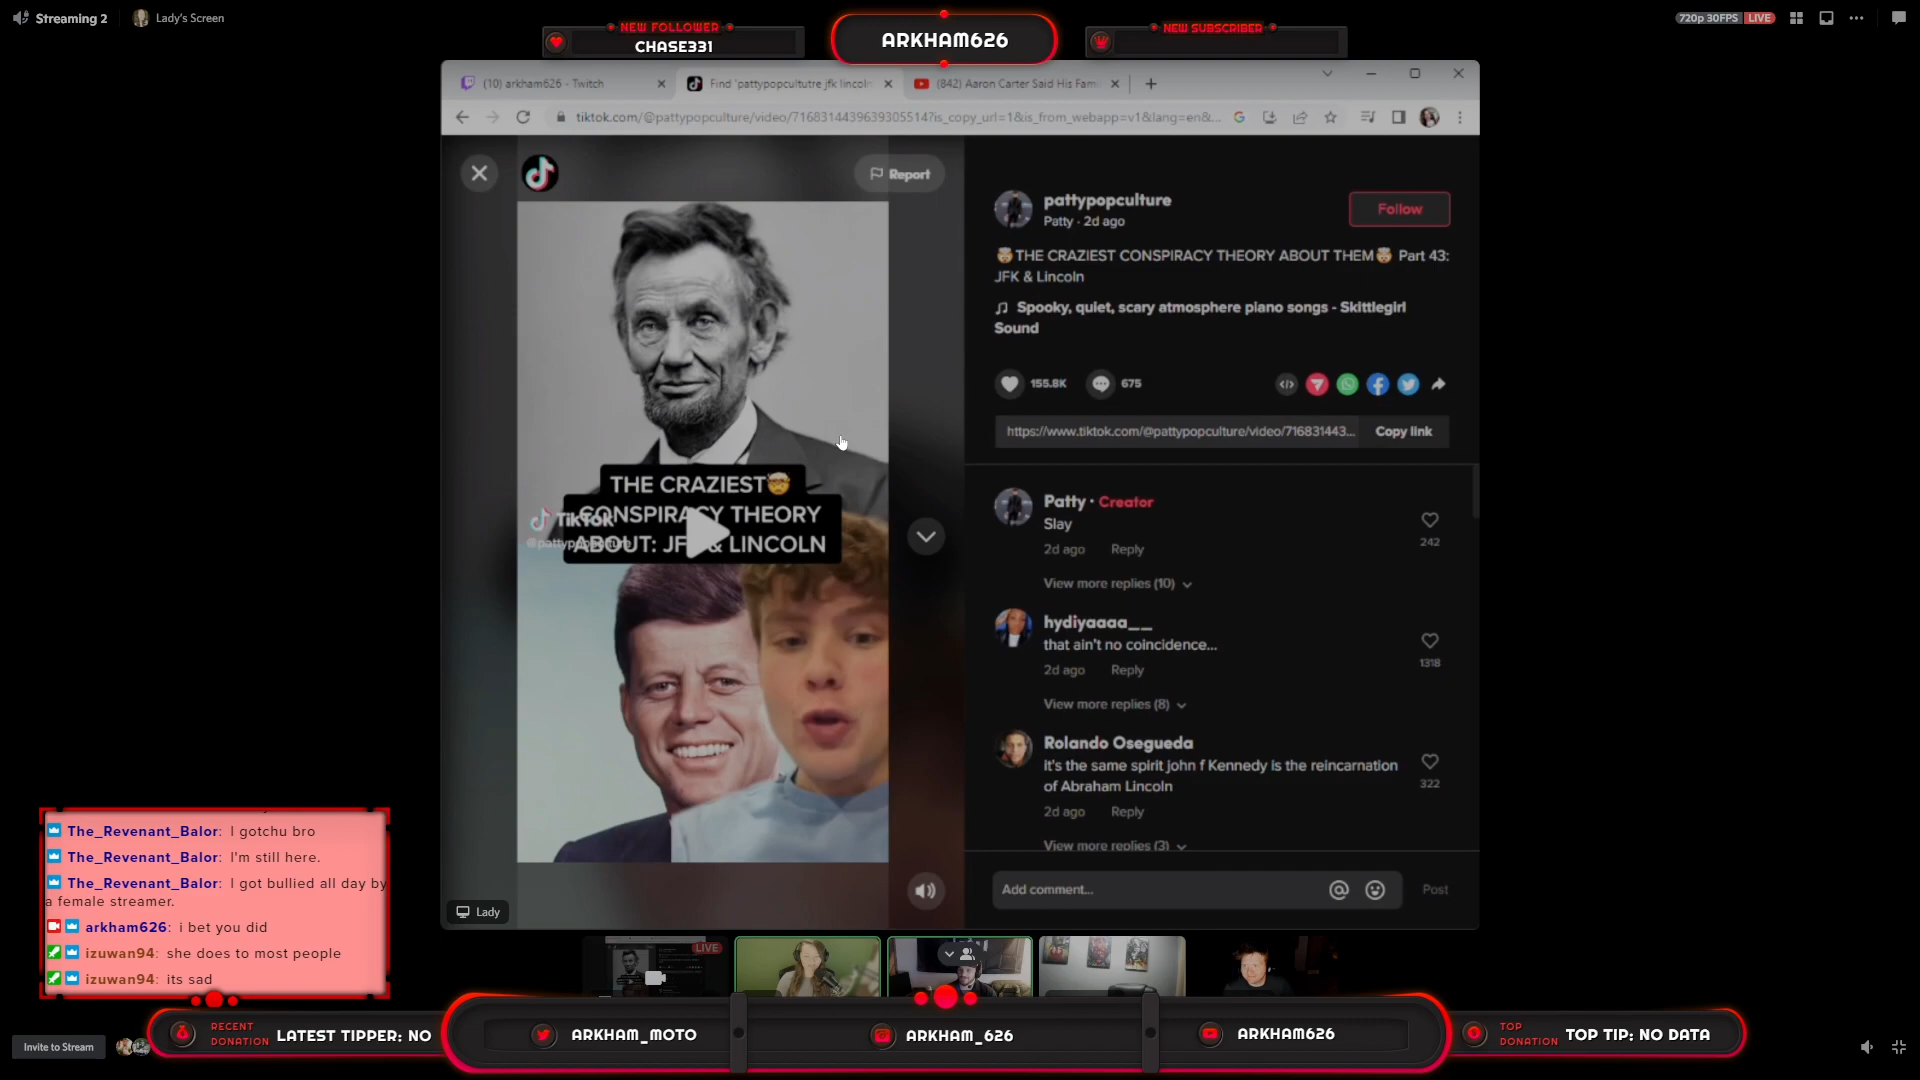 Streaming 2
Lady's Screen
NEW FOLLOWER
CHASE331
ARKHAM626
NEW SUBSCRIBER
720p 30FPS
LIVE
(10) arkham626 - Twitch
Find 'pattypopcultutre jfk lincoln
(842) Aaron Carter Said His Fam
tiktok.com/@pattypopculture/video/7168314439639305514?is_copy_url=1&is_from_webapp=v1&lang=en&...
Report
THE CRAZIEST🤯
CONSPIRACY THEORY
ABOUT: JFK & LINCOLN
TikTok
@pattypopculture
pattypopculture
Patty · 2d ago
Follow
🤯THE CRAZIEST CONSPIRACY THEORY ABOUT THEM🤯 Part 43:
JFK & Lincoln
♫ Spooky, quiet, scary atmosphere piano songs - Skittlegirl
Sound
155.8K
675
https://www.tiktok.com/@pattypopculture/video/716831443...
Copy link
Patty · Creator
Slay
242
2d ago Reply
View more replies (10)
hydiyaaaa__
that ain't no coincidence...
1318
2d ago Reply
View more replies (8)
Rolando Osegueda
it's the same spirit john f Kennedy is the reincarnation
of Abraham Lincoln
322
2d ago Reply
View more replies (3)
Add comment...
Post
Lady
LIVE
The_Revenant_Balor: I gotchu bro
The_Revenant_Balor: I'm still here.
The_Revenant_Balor: I got bullied all day by
a female streamer.
arkham626: i bet you did
izuwan94: she does to most people
izuwan94: its sad
Invite to Stream
RECENT
DONATION
LATEST TIPPER: NO
ARKHAM_MOTO
ARKHAM_626
ARKHAM626
TOP
DONATION
TOP TIP: NO DATA